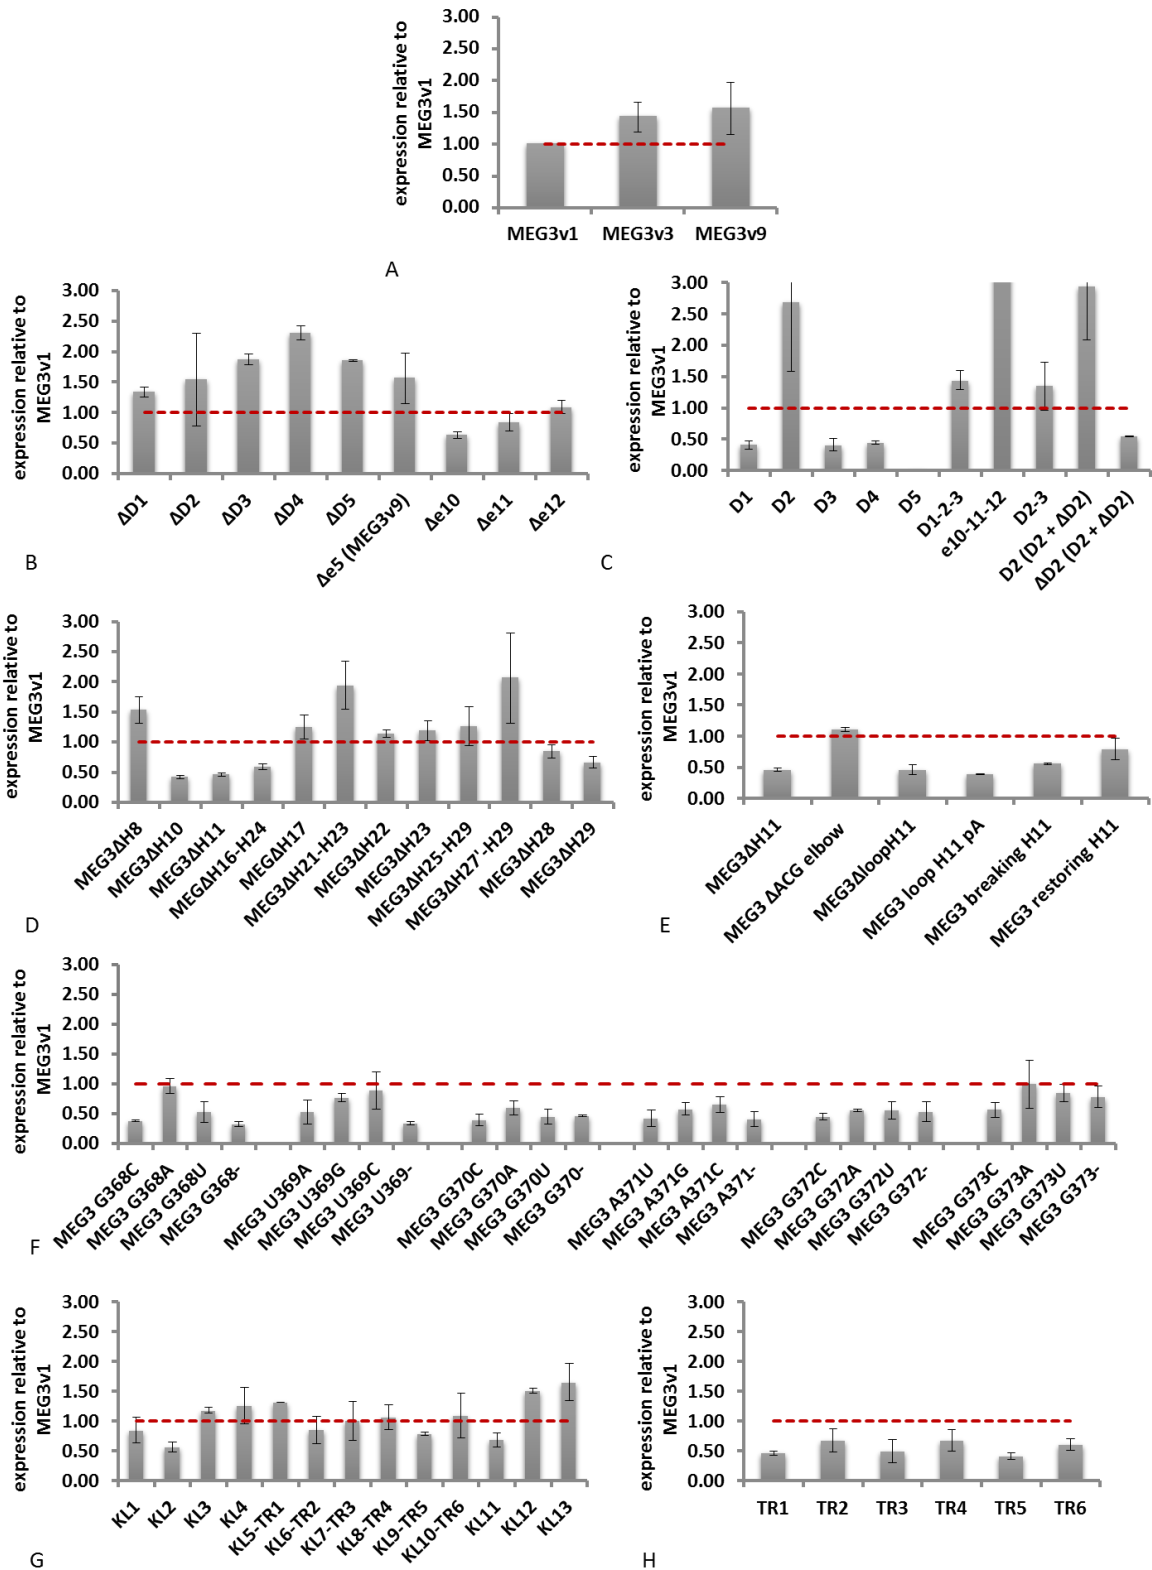 expression relative to
MEG3v1
3.00
2.50
2.00
1.50
1.00
0.50
0.00
MEG3v1 MEG3v3 MEG3v9
A
expression relative to
MEG3v1
3.00
2.50
2.00
1.50
1.00
0.50
0.00
ΔD1
ΔD2
ΔD3
ΔD4
ΔD5
Δe5 (MEG3v9)
Δe10
Δe11
Δe12
B
expression relative to
MEG3v1
3.00
2.50
2.00
1.50
1.00
0.50
0.00
D1
D2
D3
D4
D5
D1-2-3
e10-11-12
D2-3
D2 (D2 + ΔD2)
ΔD2 (D2 + ΔD2)
C
expression relative to
MEG3v1
3.00
2.50
2.00
1.50
1.00
0.50
0.00
MEG3ΔH8
MEG3ΔH10
MEG3ΔH11
MEGΔH16-H24
MEGΔH17
MEG3ΔH21-H23
MEG3ΔH22
MEG3ΔH23
MEG3ΔH25-H29
MEG3ΔH27'-H29
MEG3ΔH28
MEG3ΔH29
D
expression relative to
MEG3v1
3.00
2.50
2.00
1.50
1.00
0.50
0.00
MEG3ΔH11
MEG3 ΔACG elbow
MEG3ΔloopH11
MEG3 loop H11 pA
MEG3 breaking H11
MEG3 restoring H11
E
expression relative to
MEG3v1
3.00
2.50
2.00
1.50
1.00
0.50
0.00
MEG3 G368C
MEG3 G368A
MEG3 G368U
MEG3 G368-
MEG3 U369A
MEG3 U369G
MEG3 U369C
MEG3 U369-
MEG3 G370C
MEG3 G370A
MEG3 G370U
MEG3 G370-
MEG3 A371U
MEG3 A371G
MEG3 A371C
MEG3 A371-
MEG3 G372C
MEG3 G372A
MEG3 G372U
MEG3 G372-
MEG3 G373C
MEG3 G373A
MEG3 G373U
MEG3 G373-
F
expression relative to
MEG3v1
3.00
2.50
2.00
1.50
1.00
0.50
0.00
KL1
KL2
KL3
KL4
KL5-TR1
KL6-TR2
KL7-TR3
KL8-TR4
KL9-TR5
KL10-TR6
KL11
KL12
KL13
G
expression relative to
MEG3v1
3.00
2.50
2.00
1.50
1.00
0.50
0.00
TR1 TR2 TR3 TR4 TR5 TR6
H